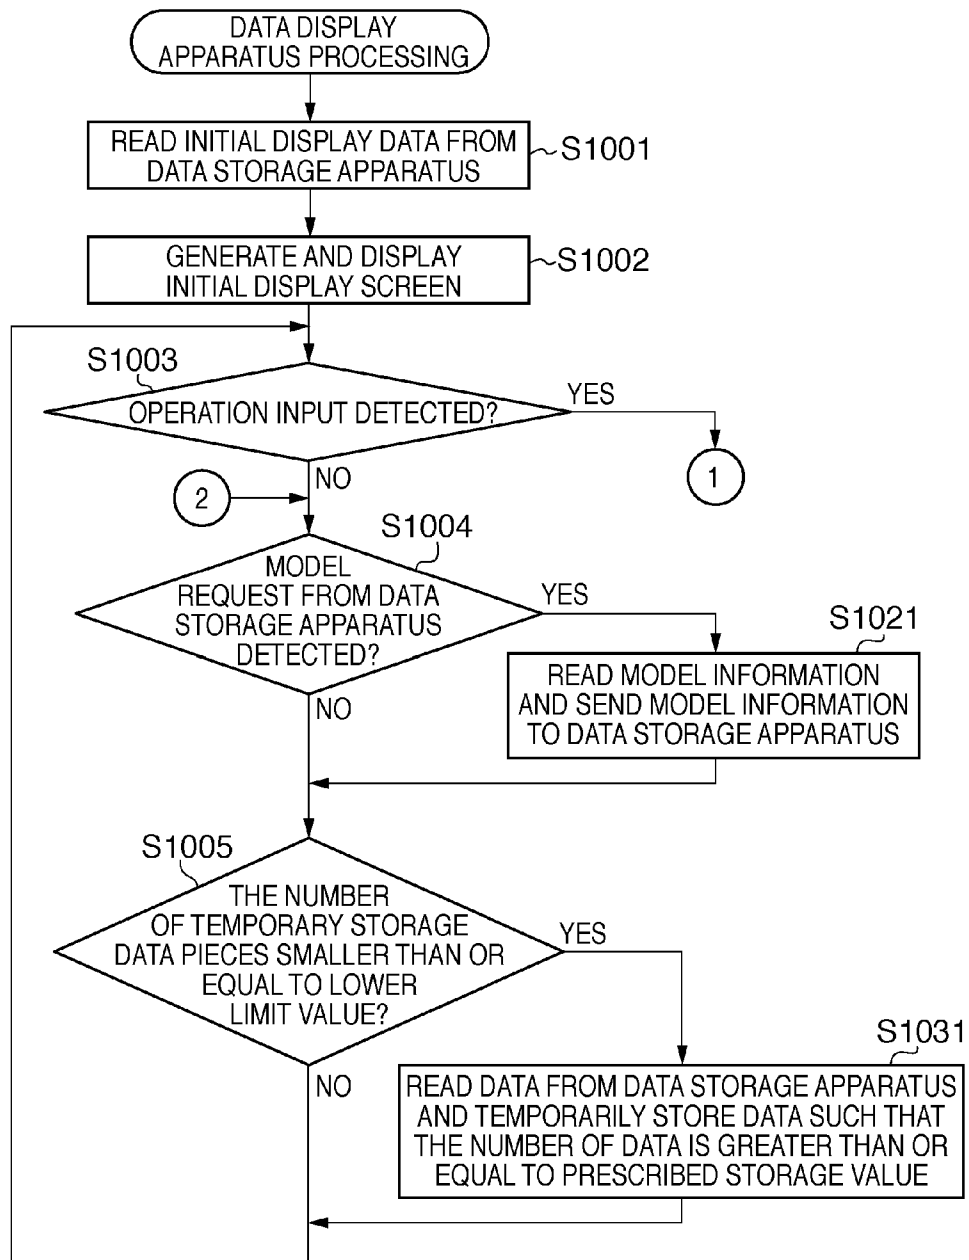 DATA DISPLAY
APPARATUS PROCESSING
READ INITIAL DISPLAY DATA FROM
DATA STORAGE APPARATUS
S1001
GENERATE AND DISPLAY
INITIAL DISPLAY SCREEN
S1002
S1003
OPERATION INPUT DETECTED?
YES
1
NO
2
S1004
MODEL
REQUEST FROM DATA
STORAGE APPARATUS
DETECTED?
YES
S1021
READ MODEL INFORMATION
AND SEND MODEL INFORMATION
TO DATA STORAGE APPARATUS
NO
S1005
THE NUMBER
OF TEMPORARY STORAGE
DATA PIECES SMALLER THAN OR
EQUAL TO LOWER
LIMIT VALUE?
YES
S1031
READ DATA FROM DATA STORAGE APPARATUS
AND TEMPORARILY STORE DATA SUCH THAT
THE NUMBER OF DATA IS GREATER THAN OR
EQUAL TO PRESCRIBED STORAGE VALUE
NO